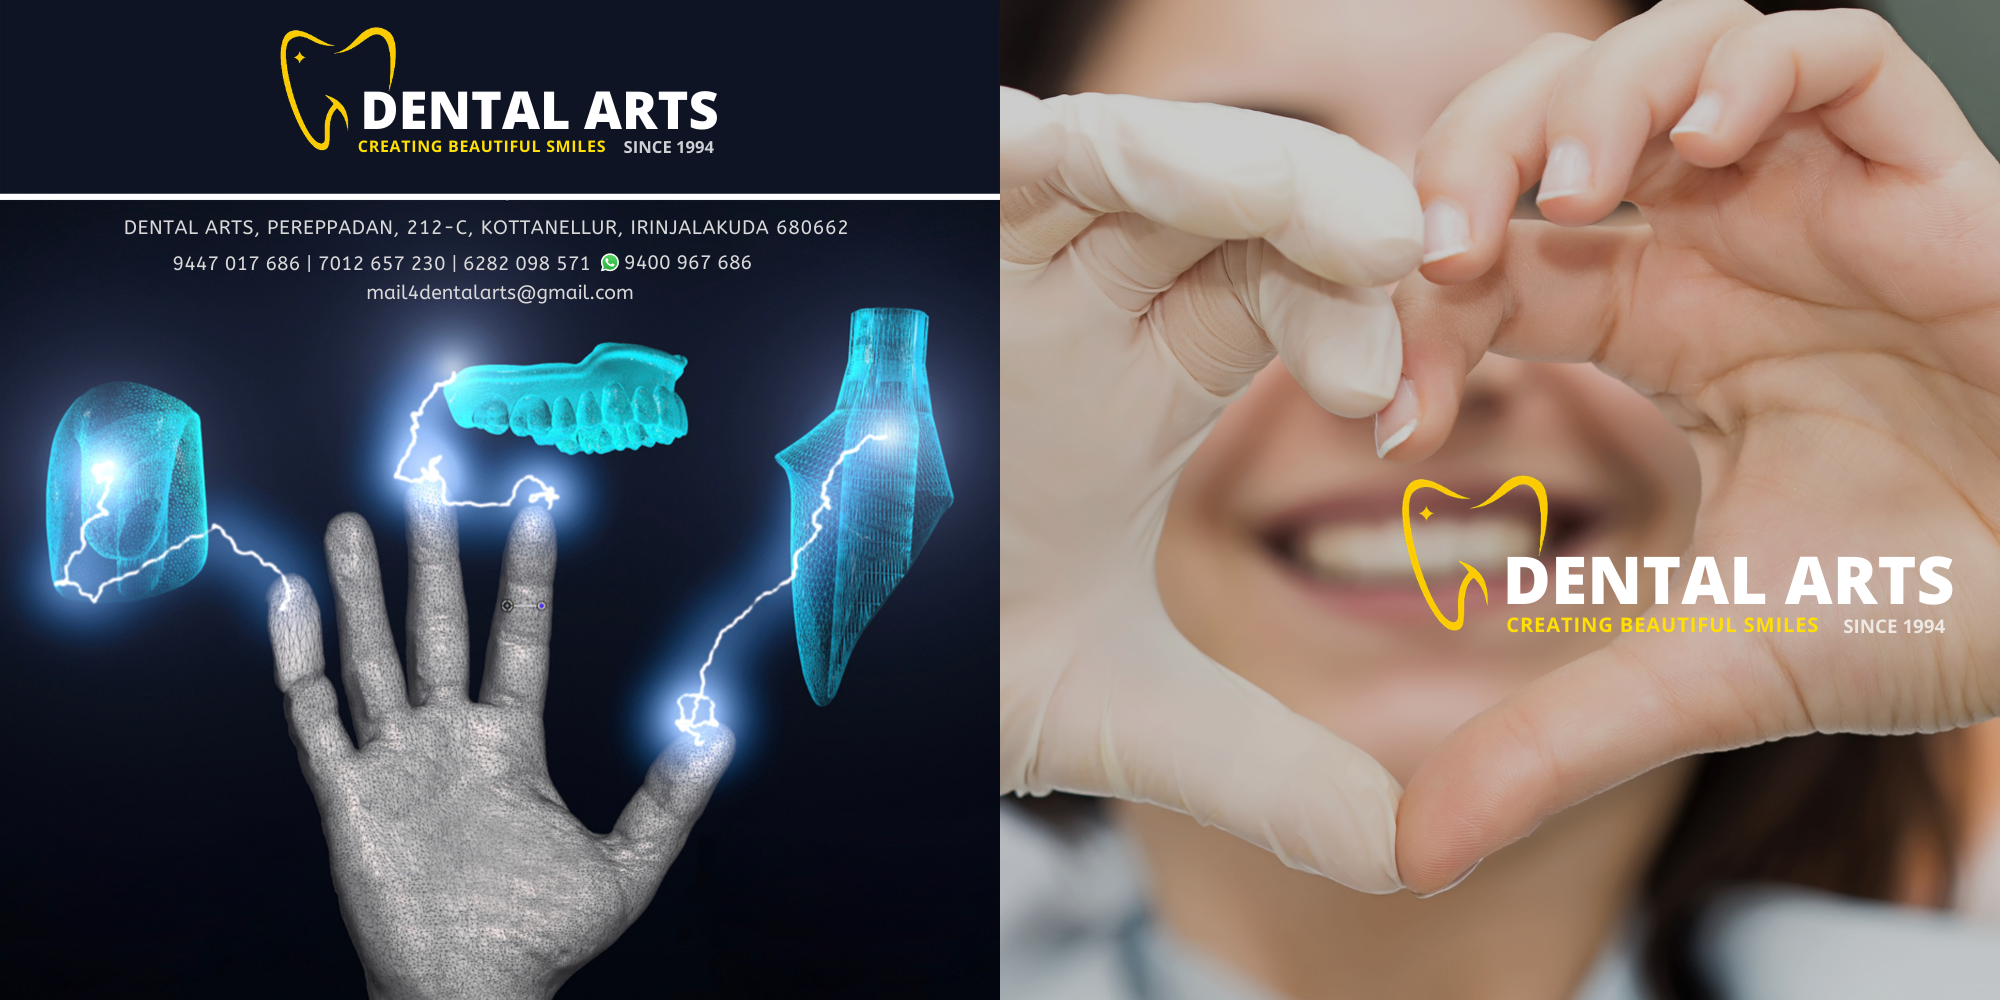 DENTAL ARTS
CREATING BEAUTIFUL SMILES SINCE 1994
DENTAL ARTS, PEREPPADAN, 212-C, KOTTANELLUR, IRINJALAKUDA 680662
9447 017 686 | 7012 657 230 | 6282 098 571 9400 967 686
mail4dentalarts@gmail.com
DENTAL ARTS
CREATING BEAUTIFUL SMILES SINCE 1994